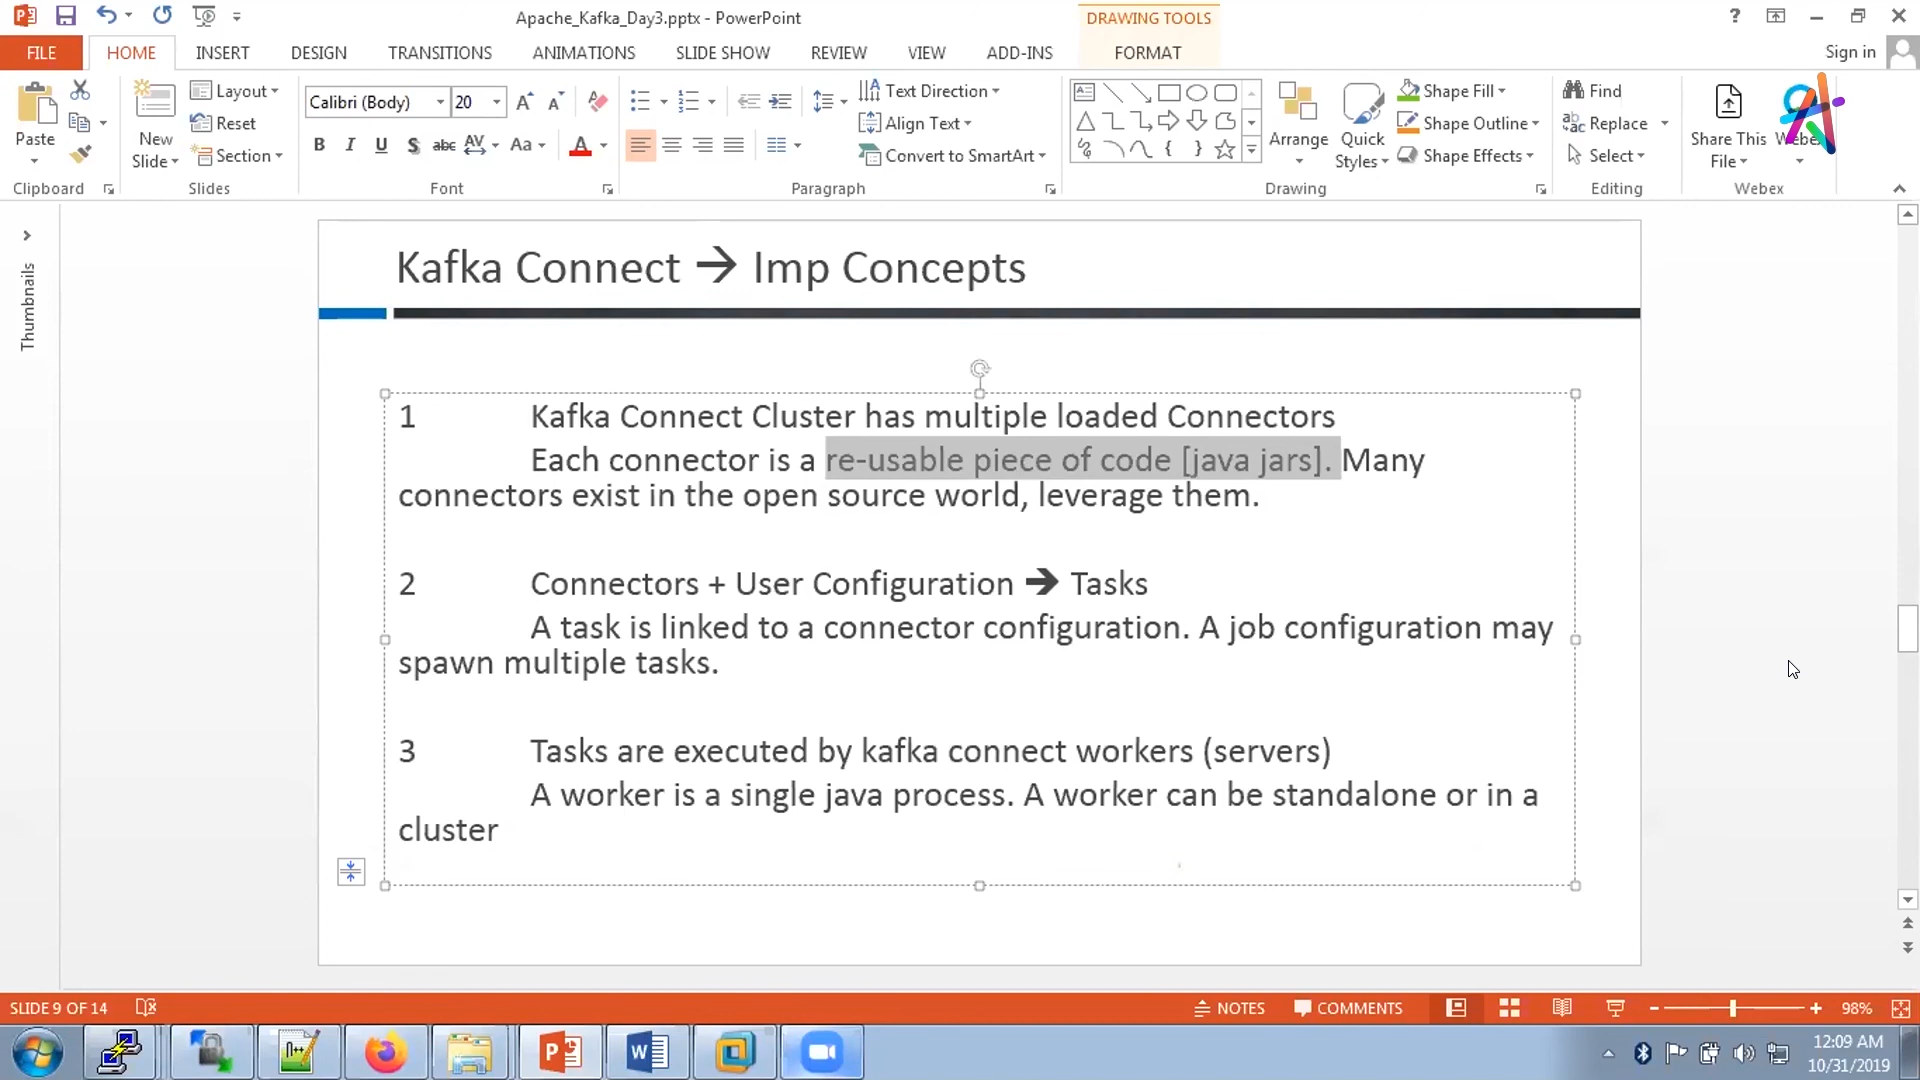 Apache_Kafka_Day3.pptx - PowerPoint
DRAWING TOOLS
?
FILE
HOME
INSERT
DESIGN
TRANSITIONS
ANIMATIONS
SLIDE SHOW
REVIEW
VIEW
ADD-INS
FORMAT
Sign in
Paste
New
Slide
Layout
Reset
Section
Calibri (Body)
20
B I U S abc AV Aa A
Text Direction
Align Text
Convert to SmartArt
Arrange
Quick
Styles
Shape Fill
Shape Outline
Shape Effects
Find
Replace
Select
Share This
File
Webex
Clipboard
Slides
Font
Paragraph
Drawing
Editing
Webex
Thumbnails
Kafka Connect → Imp Concepts
1 Kafka Connect Cluster has multiple loaded Connectors
Each connector is a re-usable piece of code [java jars]. Many
connectors exist in the open source world, leverage them.
2 Connectors + User Configuration → Tasks
A task is linked to a connector configuration. A job configuration may
spawn multiple tasks.
3 Tasks are executed by kafka connect workers (servers)
A worker is a single java process. A worker can be standalone or in a
cluster
SLIDE 9 OF 14
NOTES
COMMENTS
98%
12:09 AM
10/31/2019